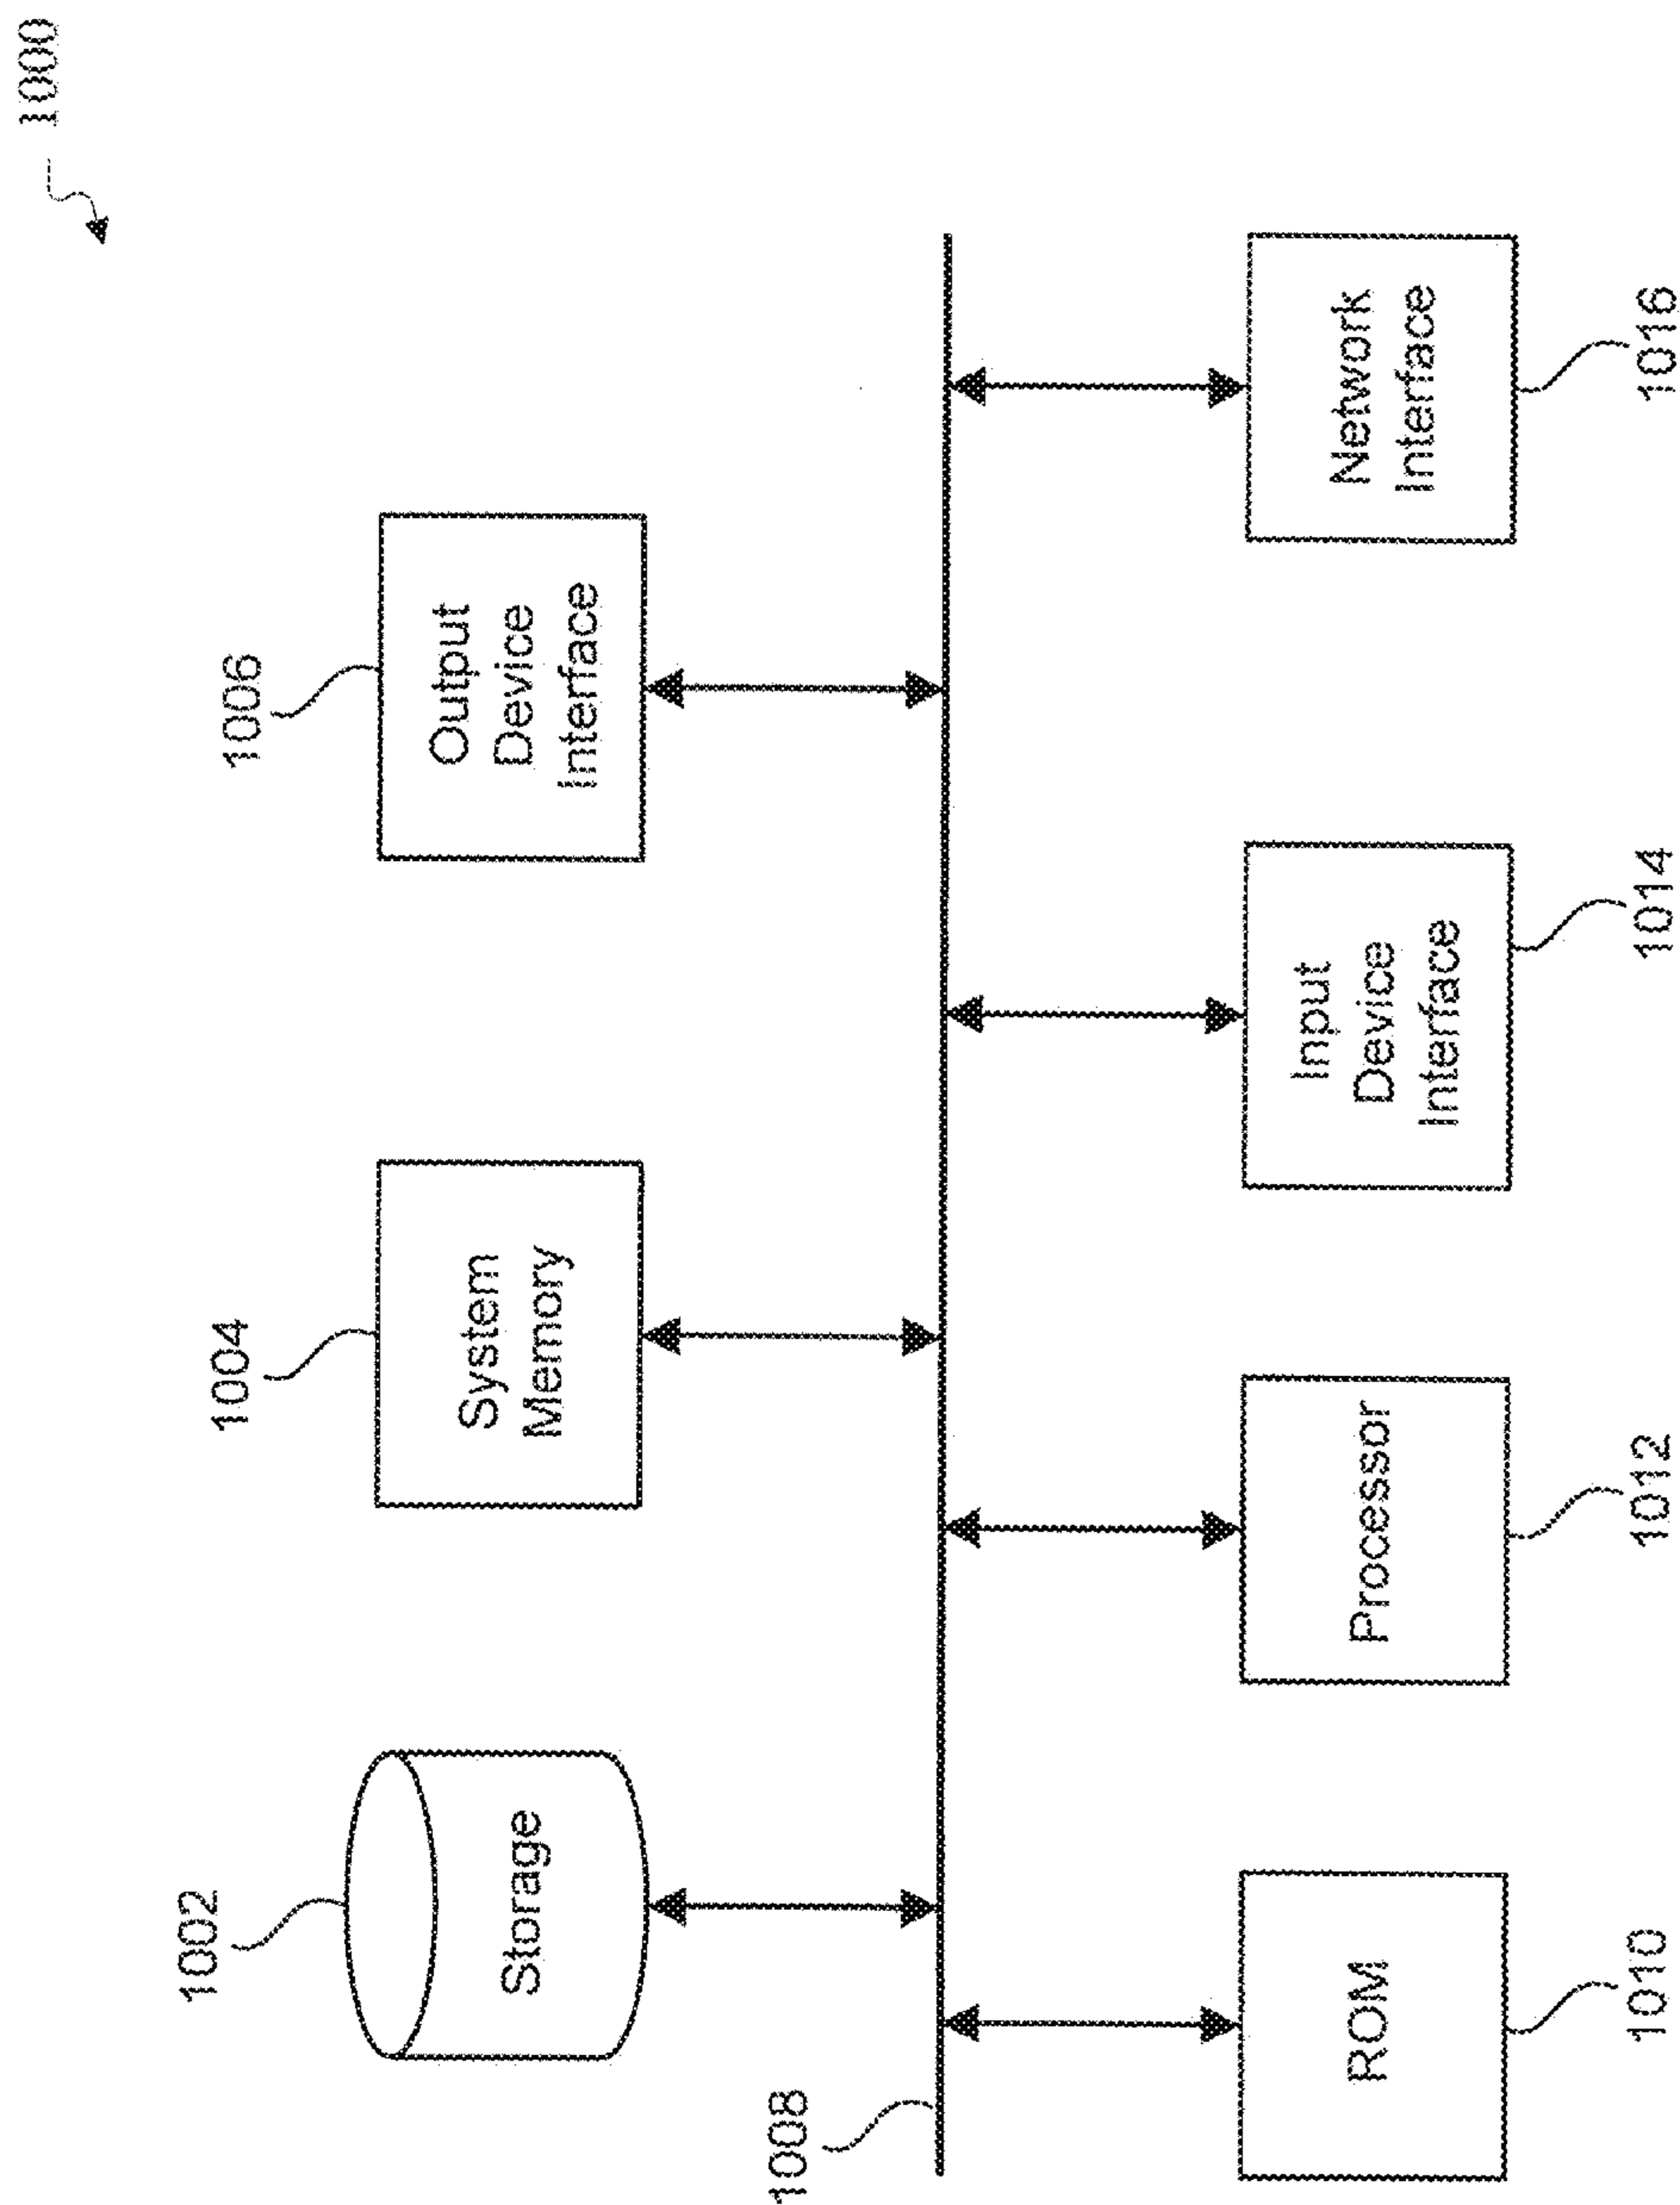 1000
1002
1004
1006
Storage
System
Memory
Output
Device
Interface
1008
ROM
Processor
Input
Device
Interface
Network
Interface
1010
1012
1014
1016